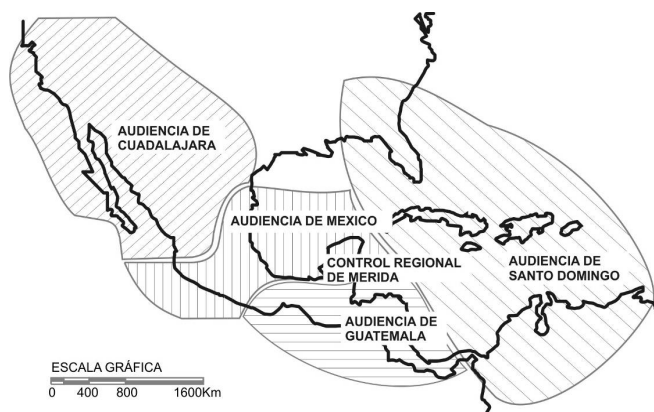 AUDIENCIA DE
CUADALAJARA
AUDIENCIA DE MEXICO
CONTROL REGIONAL
DE MERIDA
AUDIENCIA DE
SANTO DOMINGO
AUDIENCIA DE
GUATEMALA
ESCALA GRÁFICA
0 400 800 1600Km